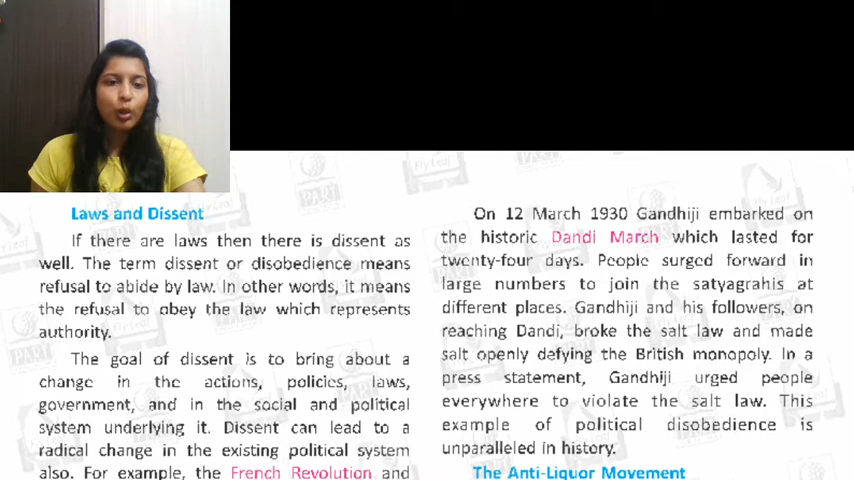 Laws and Dissent
If there are laws then there is dissent as
well. The term dissent or disobedience means
refusal to abide by law. In other words, it means
the refusal to obey the law which represents
authority.
The goal of dissent is to bring about a
change in the actions, policies, laws,
government, and in the social and political
system underlying it. Dissent can lead to a
radical change in the existing political system
also. For example, the French Revolution and
On 12 March 1930 Gandhiji embarked on
the historic Dandi March which lasted for
twenty-four days. People surged forward in
large numbers to join the satyagrahis at
different places. Gandhiji and his followers, on
reaching Dandi, broke the salt law and made
salt openly defying the British monopoly. In a
press statement, Gandhiji urged people
everywhere to violate the salt law. This
example of political disobedience is
unparalleled in history.
The Anti-Liquor Movement